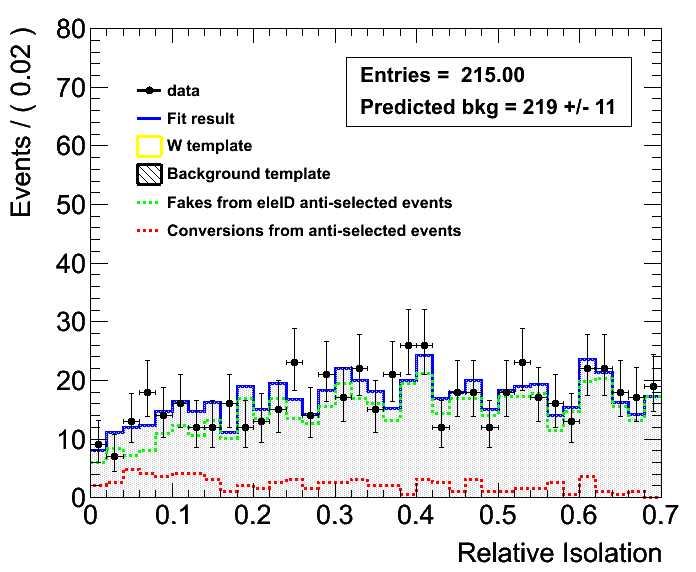 Events / ( 0.02 )
80
70
60
50
40
30
20
10
0
Entries = 215.00
Predicted bkg = 219 +/- 11
data
Fit result
W template
Background template
Fakes from eleID anti-selected events
Conversions from anti-selected events
0 0.1 0.2 0.3 0.4 0.5 0.6 0.7
Relative Isolation